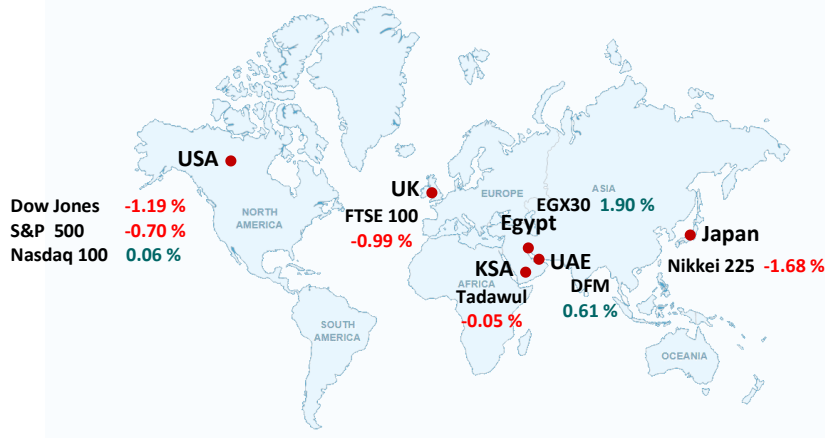 USA
Dow Jones -1.19 %
S&P 500 -0.70 %
Nasdaq 100 0.06 %
NORTH
AMERICA
SOUTH
AMERICA
UK
FTSE 100
-0.99 %
EUROPE
ASIA
EGX30 1.90 %
Egypt
KSA
AFRICA
Tadawul
-0.05 %
UAE
DFM
0.61 %
Japan
Nikkei 225 -1.68 %
OCEANIA